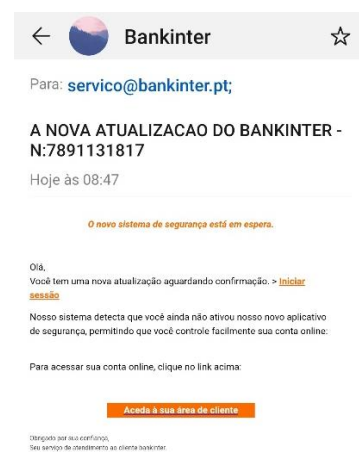 Bankinter
Para: servico@bankinter.pt;
A NOVA ATUALIZACAO DO BANKINTER -
N:7891131817
Hoje às 08:47
O novo sistema de segurança está em espera.
Olá,
Você tem uma nova atualização aguardando confirmação. > Iniciar
sessão
Nosso sistema detecta que você ainda não ativou nosso novo aplicativo
de segurança, permitindo que você controle facilmente sua conta online:
Para acessar sua conta online, clique no link acima:
Aceda à sua área de cliente
Obrigado por sua confiança,
Seu serviço de atendimento ao cliente bankinter.